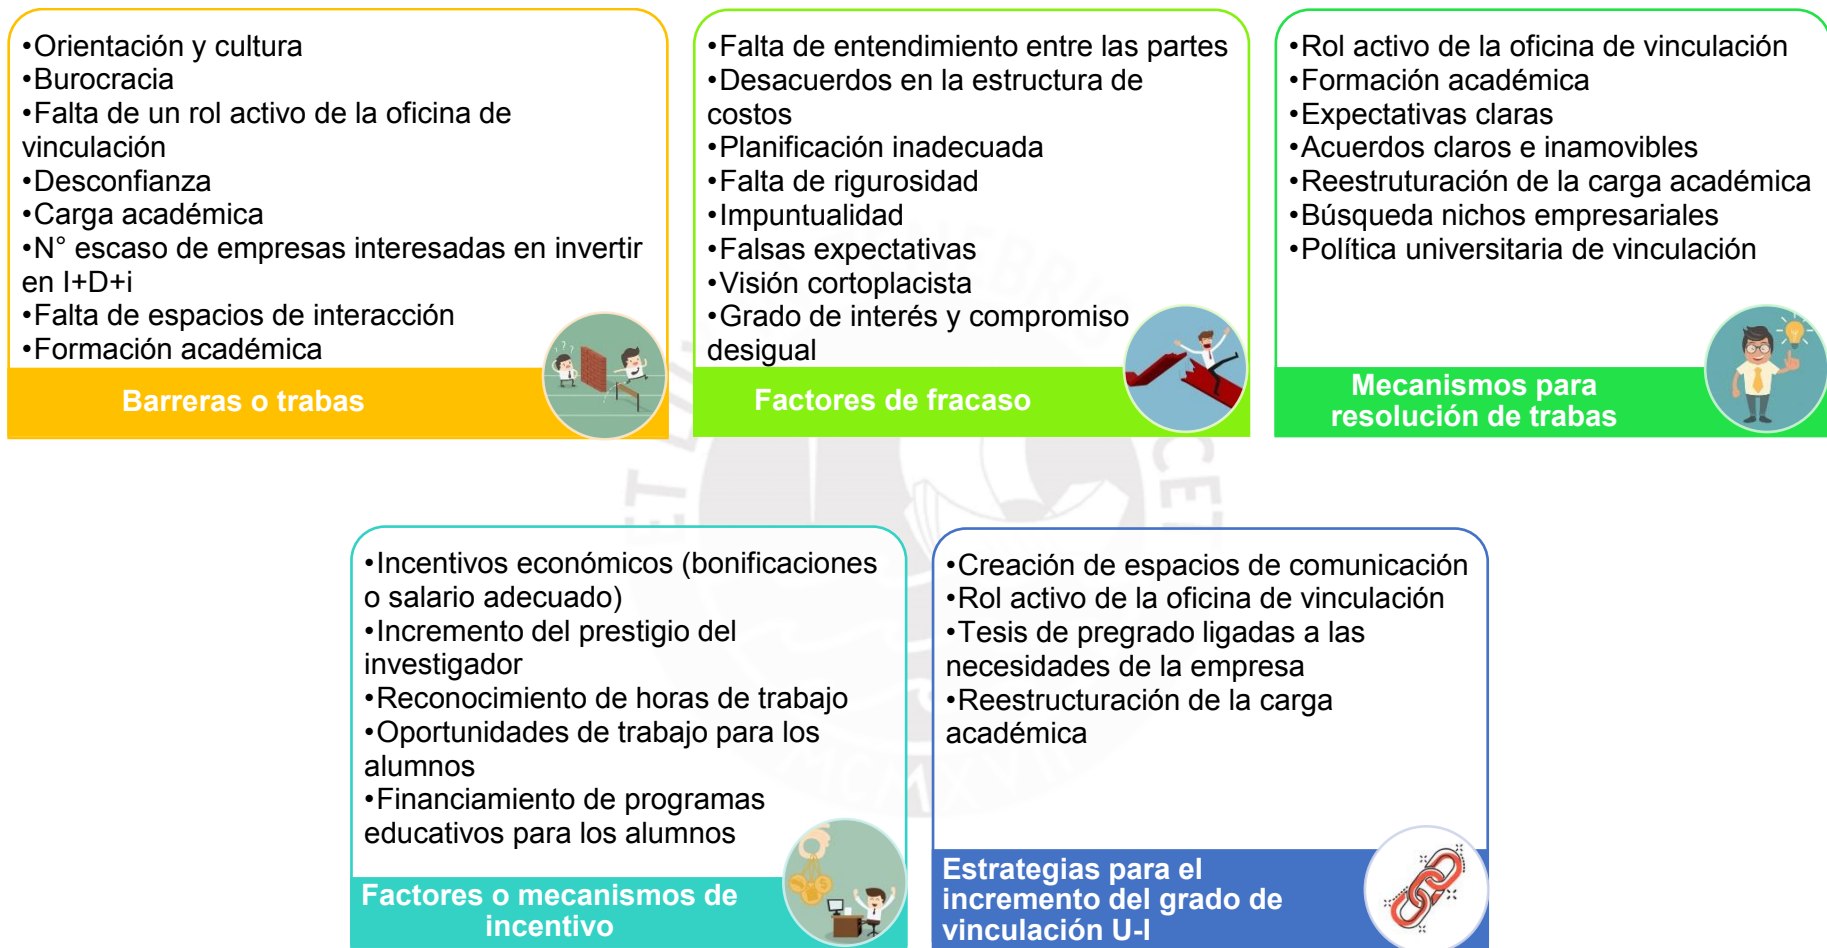 •Orientación y cultura
•Burocracia
•Falta de un rol activo de la oficina de
vinculación
•Desconfianza
•Carga académica
•N° escaso de empresas interesadas en invertir
en I+D+i
•Falta de espacios de interacción
•Formación académica
Barreras o trabas
•Falta de entendimiento entre las partes
•Desacuerdos en la estructura de
costos
•Planificación inadecuada
•Falta de rigurosidad
•Impuntualidad
•Falsas expectativas
•Visión cortoplacista
•Grado de interés y compromiso
desigual
Factores de fracaso
•Rol activo de la oficina de vinculación
•Formación académica
•Expectativas claras
•Acuerdos claros e inamovibles
•Reestruturación de la carga académica
•Búsqueda nichos empresariales
•Política universitaria de vinculación
Mecanismos para
resolución de trabas
•Incentivos económicos (bonificaciones
o salario adecuado)
•Incremento del prestigio del
investigador
•Reconocimiento de horas de trabajo
•Oportunidades de trabajo para los
alumnos
•Financiamiento de programas
educativos para los alumnos
Factores o mecanismos de
incentivo
•Creación de espacios de comunicación
•Rol activo de la oficina de vinculación
•Tesis de pregrado ligadas a las
necesidades de la empresa
•Reestructuración de la carga
académica
Estrategias para el
incremento del grado de
vinculación U-I